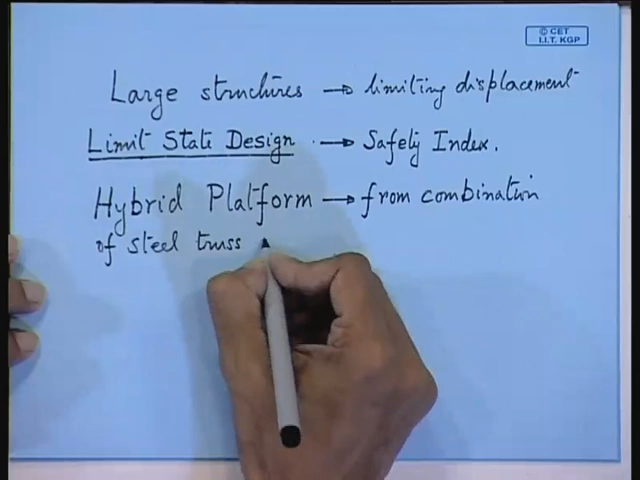 © CET
I.I.T. KGP
Large structures → limiting displacement
Limit State Design → Safety Index.
Hybrid Platform → from combination
of steel truss